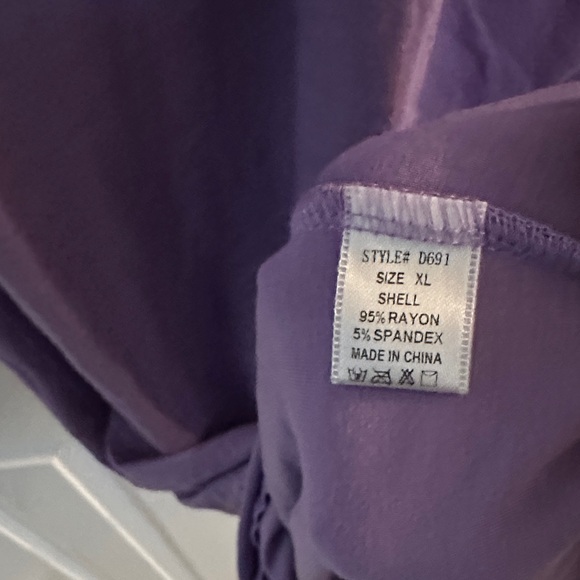 STYLE# D691
SIZE XL
SHELL
95% RAYON
5% SPANDEX
MADE IN CHINA